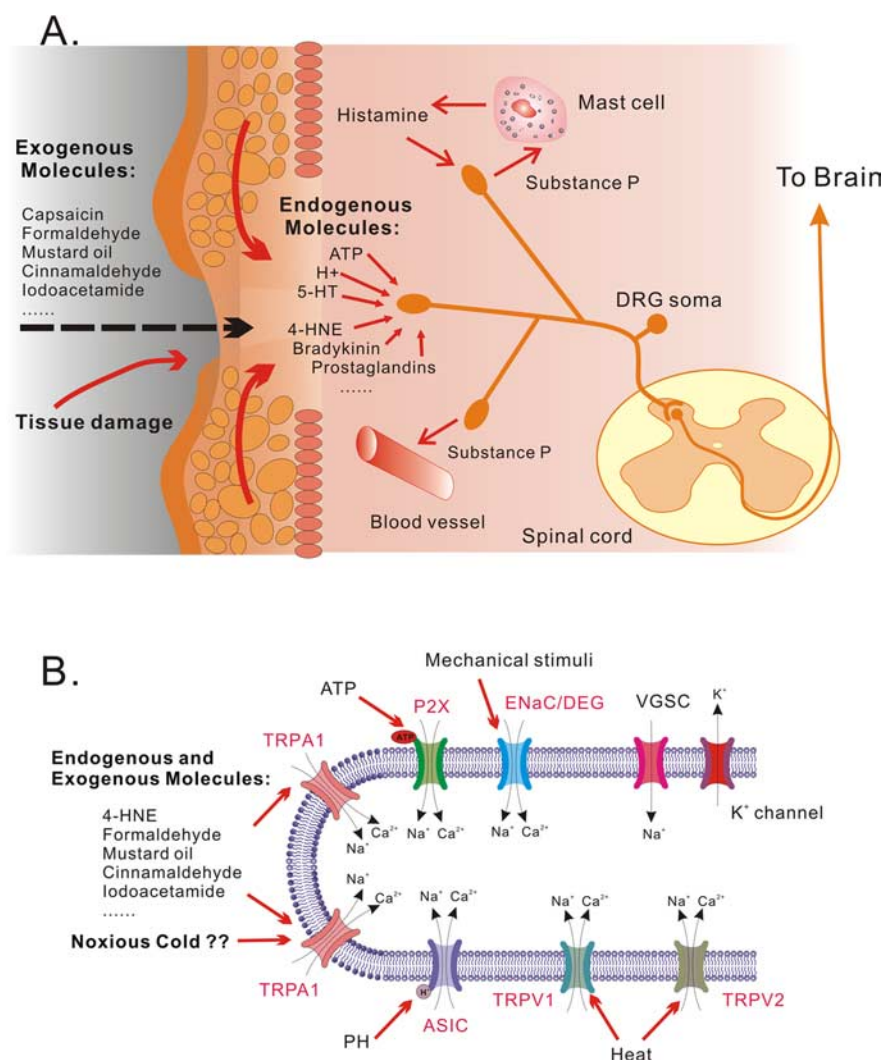 A.
Exogenous
Molecules:
Capsaicin
Formaldehyde
Mustard oil
Cinnamaldehyde
Iodoacetamide
......
Tissue damage
Histamine
Mast cell
Substance P
Endogenous
Molecules:
ATP
H+
5-HT
4-HNE
Bradykinin
Prostaglandins
......
Substance P
Blood vessel
To Brain
DRG soma
Spinal cord
B.
Mechanical stimuli
ATP
P2X
ENaC/DEG
VGSC
K⁺
ATP
TRPA1
Endogenous and
Exogenous Molecules:
4-HNE
Formaldehyde
Mustard oil
Cinnamaldehyde
Iodoacetamide
......
Noxious Cold ??
Na⁺
Ca²⁺
Na⁺
Ca²⁺
Na⁺
Ca²⁺
Na⁺
K⁺ channel
Na⁺
Ca²⁺
Na⁺
Ca²⁺
Na⁺
Ca²⁺
Na⁺
Ca²⁺
TRPA1
H⁺
PH
ASIC
TRPV1
Heat
TRPV2